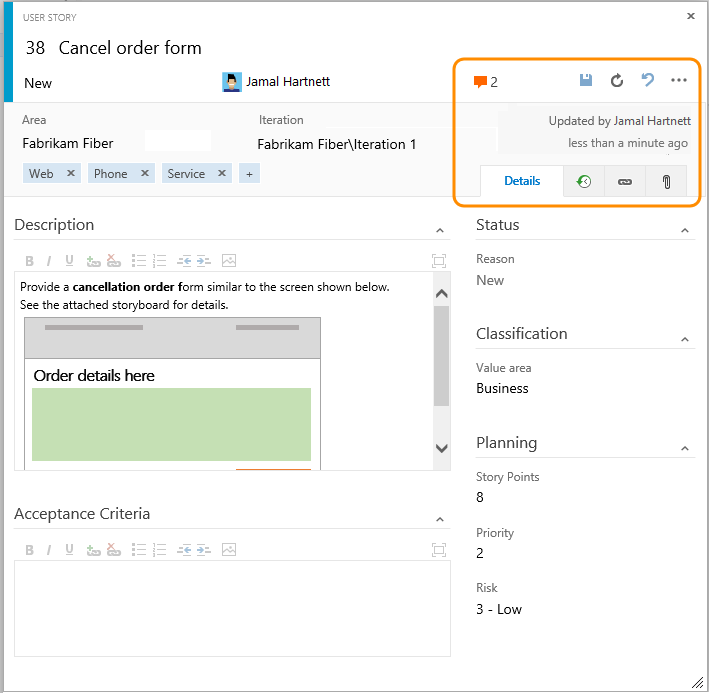 USER STORY
38 Cancel order form
New
Jamal Hartnett
2
Area
Iteration
Updated by Jamal Hartnett
Fabrikam Fiber
Fabrikam Fiber\Iteration 1
less than a minute ago
Web
Phone
Service
+
Details
Description
Status
B I U
Reason
New
Provide a cancellation order form similar to the screen shown below.
See the attached storyboard for details.
Order details here
Classification
Value area
Business
Planning
Story Points
8
Acceptance Criteria
Priority
2
B I U
Risk
3 - Low